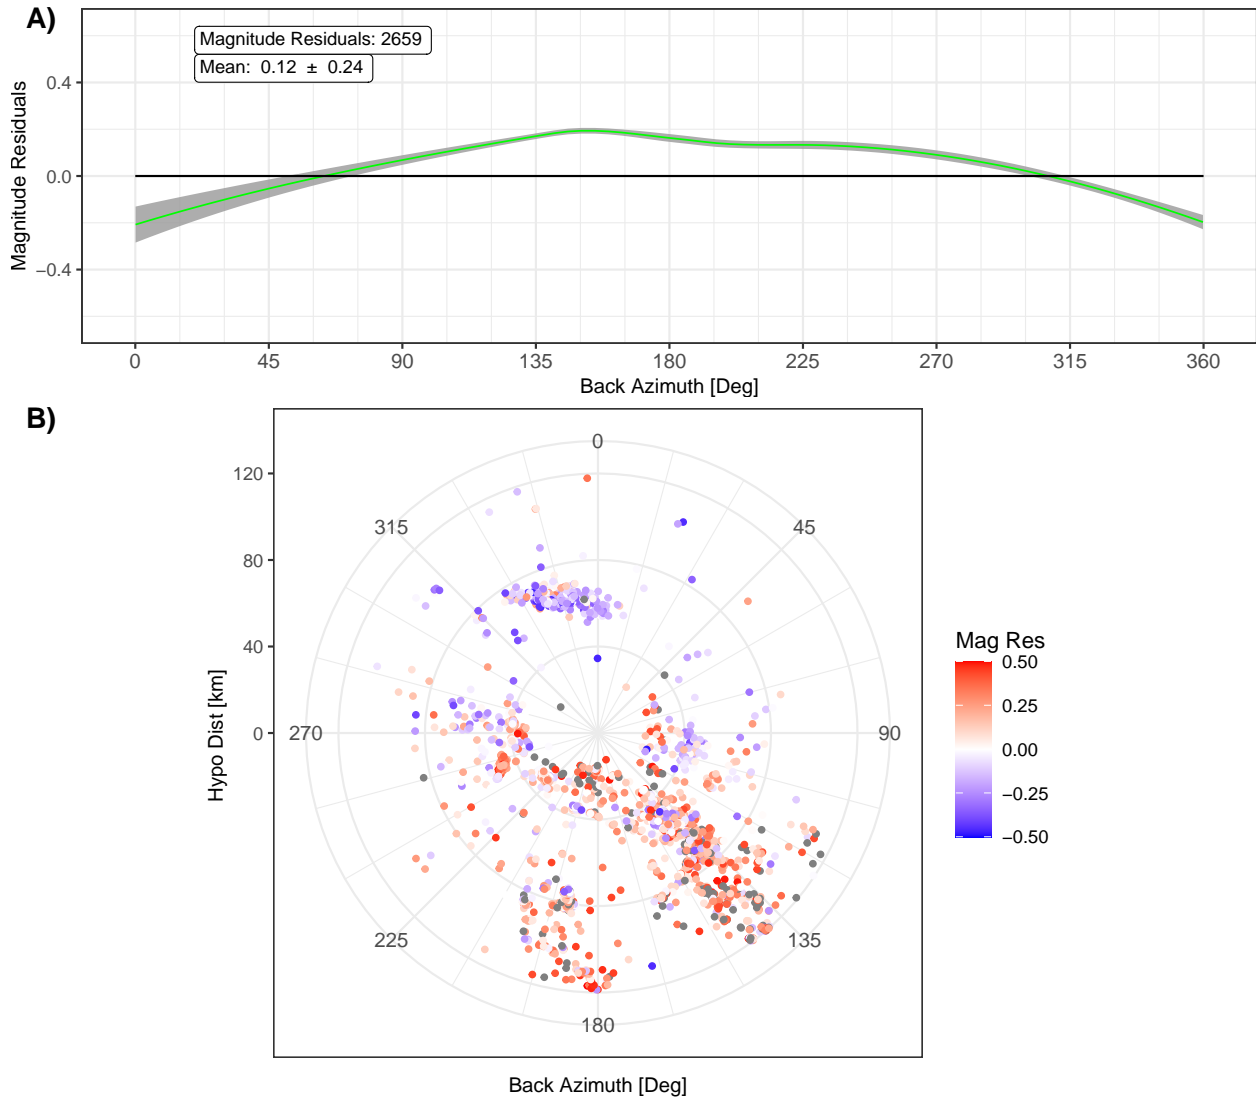 A)
Magnitude Residuals: 2659
Mean: 0.12 ± 0.24
Magnitude Residuals
0.4
0.0
−0.4
0 45 90 135 180 225 270 315 360
Back Azimuth [Deg]
B)
Hypo Dist [km]
120
80
40
0
0
45
90
135
180
225
270
315
Back Azimuth [Deg]
Mag Res
0.50
0.25
0.00
−0.25
−0.50